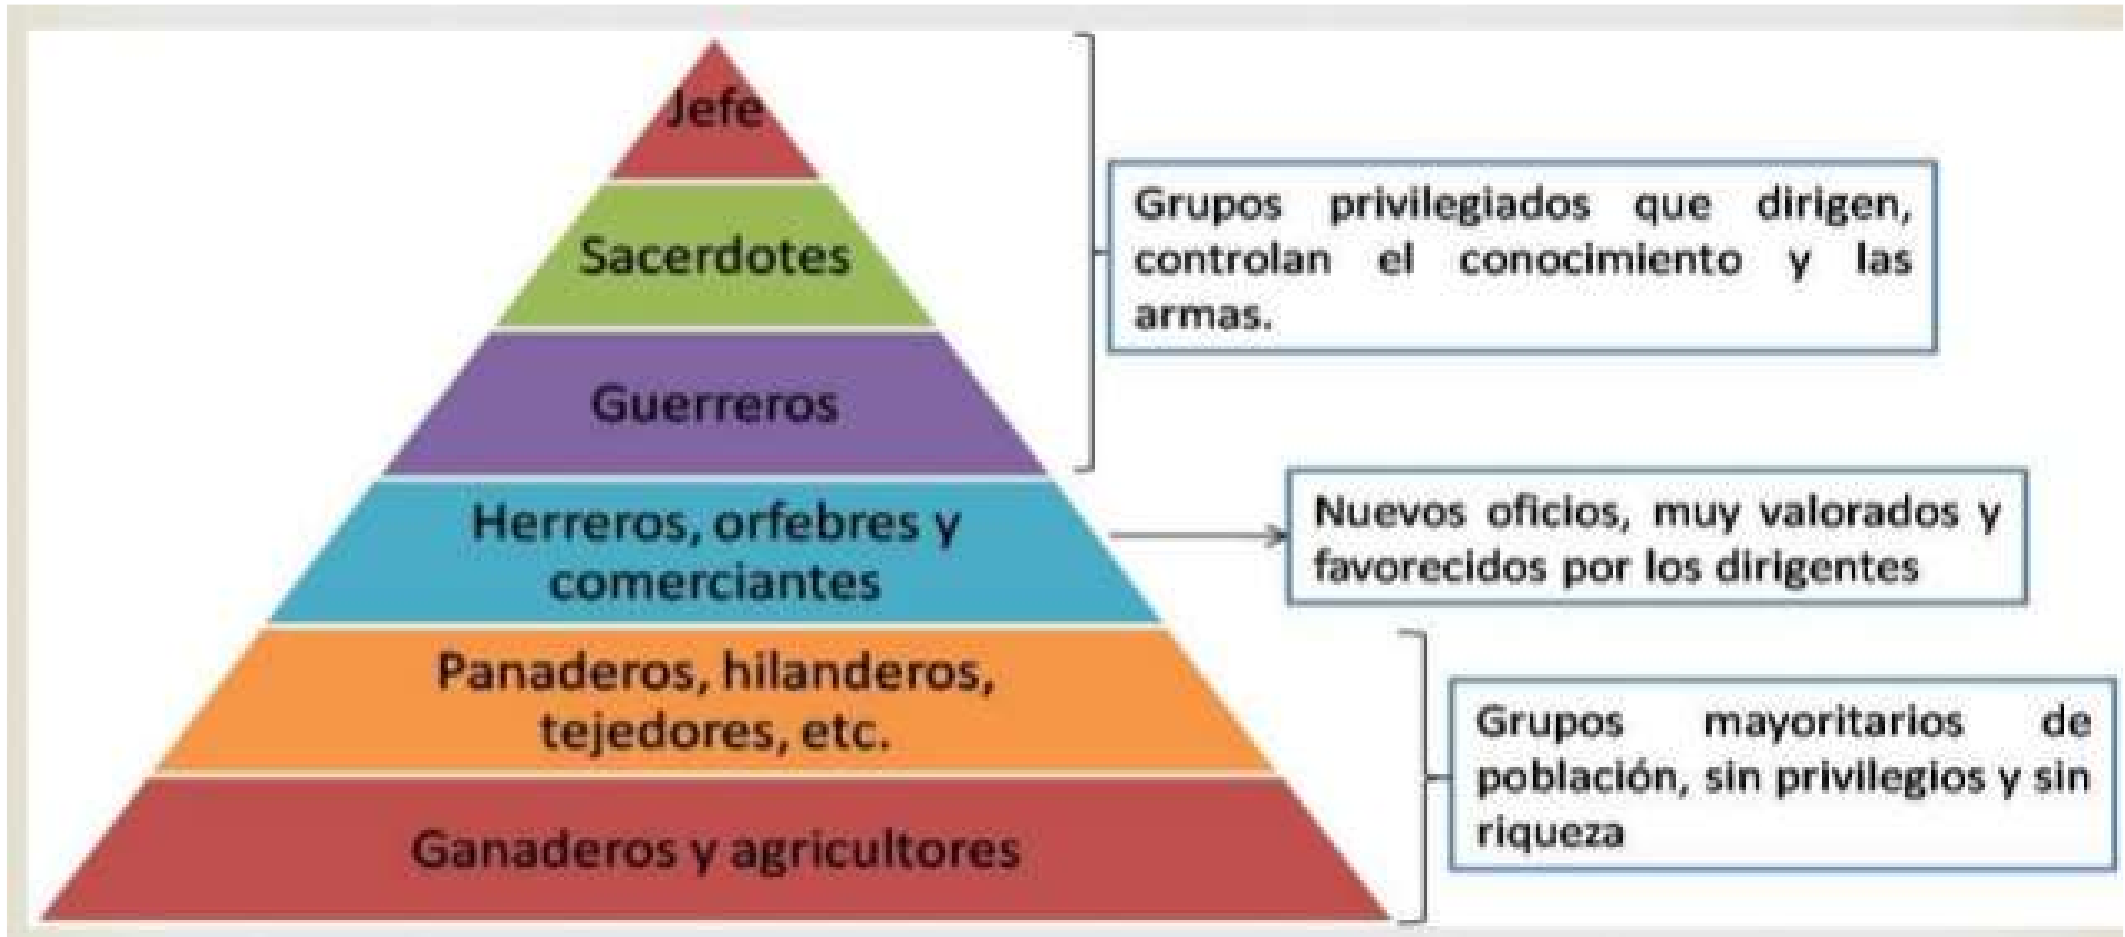 Jefe
Sacerdotes
Guerreros
Herreros, orfebres y
comerciantes
Panaderos, hilanderos,
tejedores, etc.
Ganaderos y agricultores
Grupos privilegiados que dirigen,
controlan el conocimiento y las
armas.
Nuevos oficios, muy valorados y
favorecidos por los dirigentes
Grupos mayoritarios de
población, sin privilegios y sin
riqueza